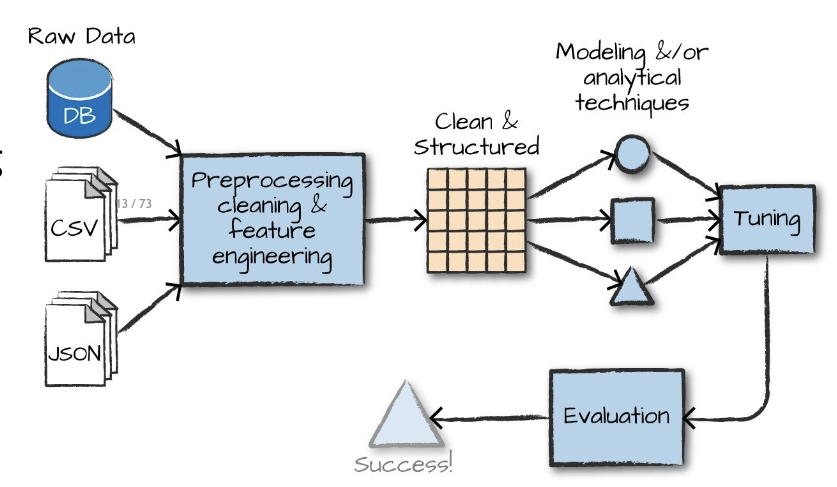 Raw Data
DB
CSV
13 / 73
JSON
Preprocessing
cleaning &
feature
engineering
Clean &
Structured
Modeling &/or
analytical
techniques
Tuning
Evaluation
Success!